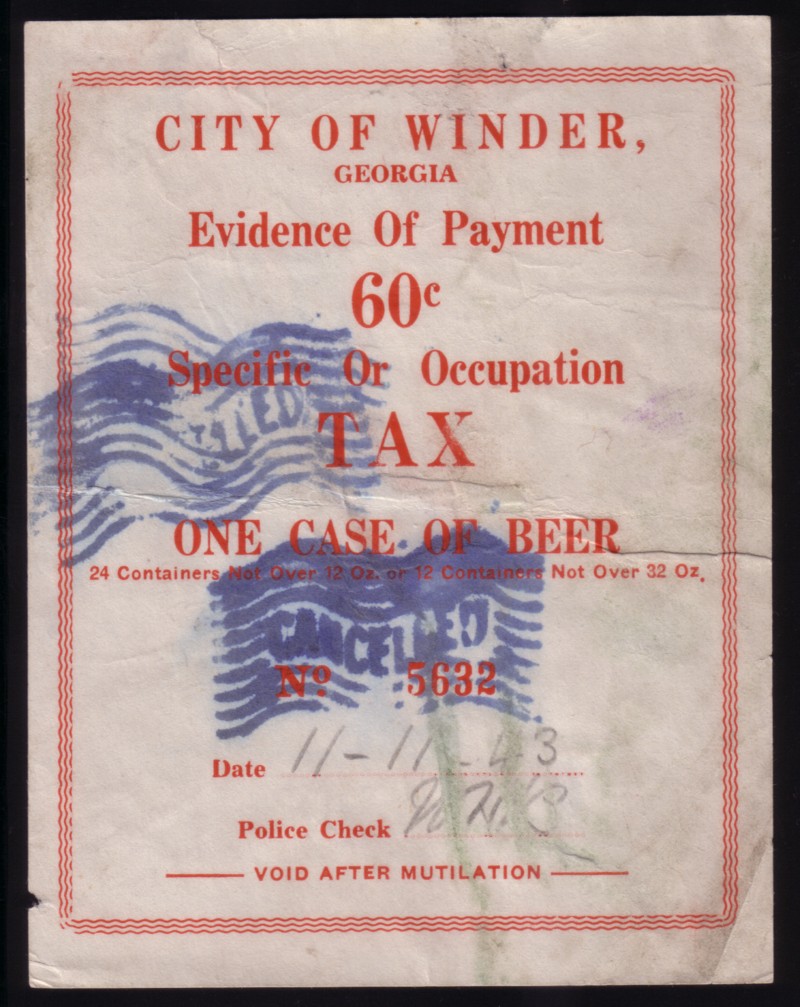 CITY OF WINDER,
GEORGIA
Evidence Of Payment
60c
Specific Or Occupation
TAX
ONE CASE OF BEER
24 Containers Not Over 12 Oz. or 12 Containers Not Over 32 Oz.
CANCELLED
Nº 5632
Date 11-11-43
Police Check
VOID AFTER MUTILATION